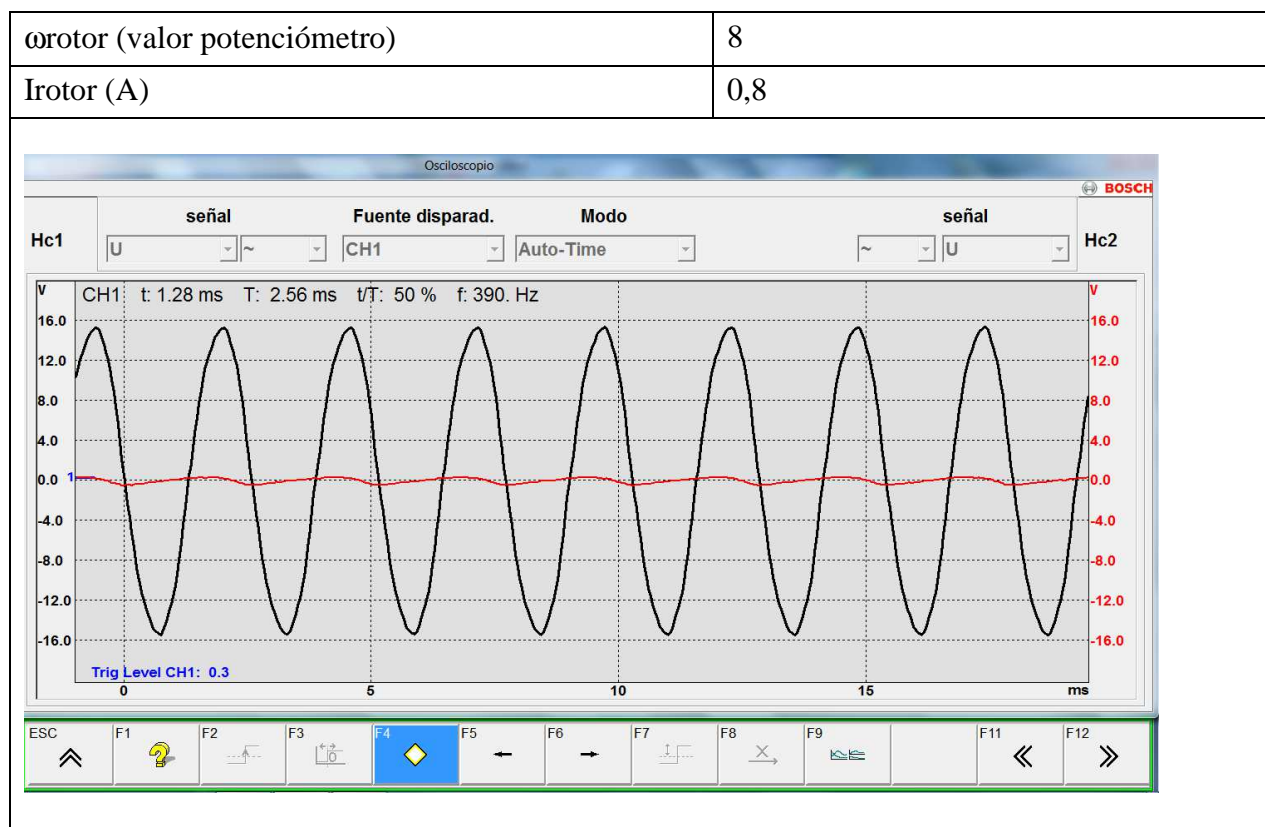 ωrotor (valor potenciómetro) 8
Irotor (A) 0,8
Osciloscopio
BOSCH
señal Fuente disparad. Modo señal
Hc1 U ~ CH1 Auto-Time ~ U Hc2
V CH1 t: 1.28 ms T: 2.56 ms t/T: 50 % f: 390. Hz V
16.0 16.0
12.0 12.0
8.0 8.0
4.0 4.0
0.0 1 0.0
-4.0 -4.0
-8.0 -8.0
-12.0 -12.0
-16.0 -16.0
Trig Level CH1: 0.3
0 5 10 15 ms
ESC F1 F2 F3 F4 F5 F6 F7 F8 F9 F11 F12